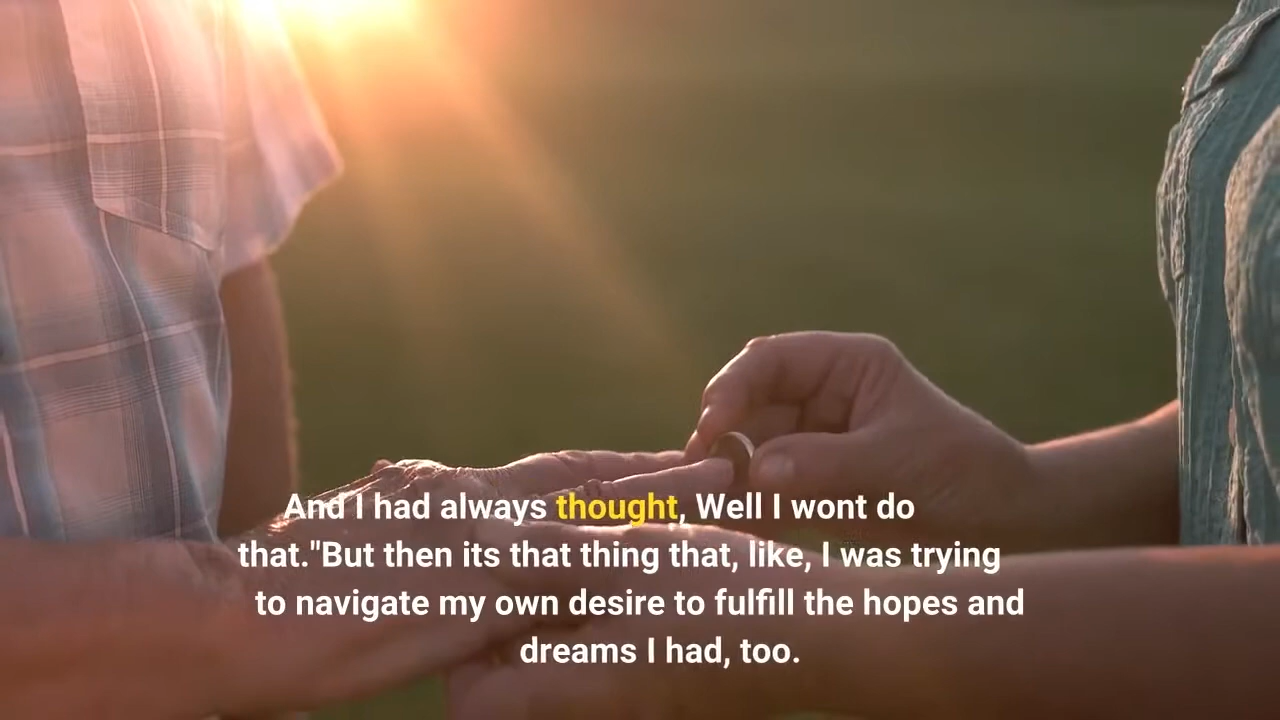 And I had always thought, Well I wont do
that."But then its that thing that, like, I was trying
to navigate my own desire to fulfill the hopes and
dreams I had, too.